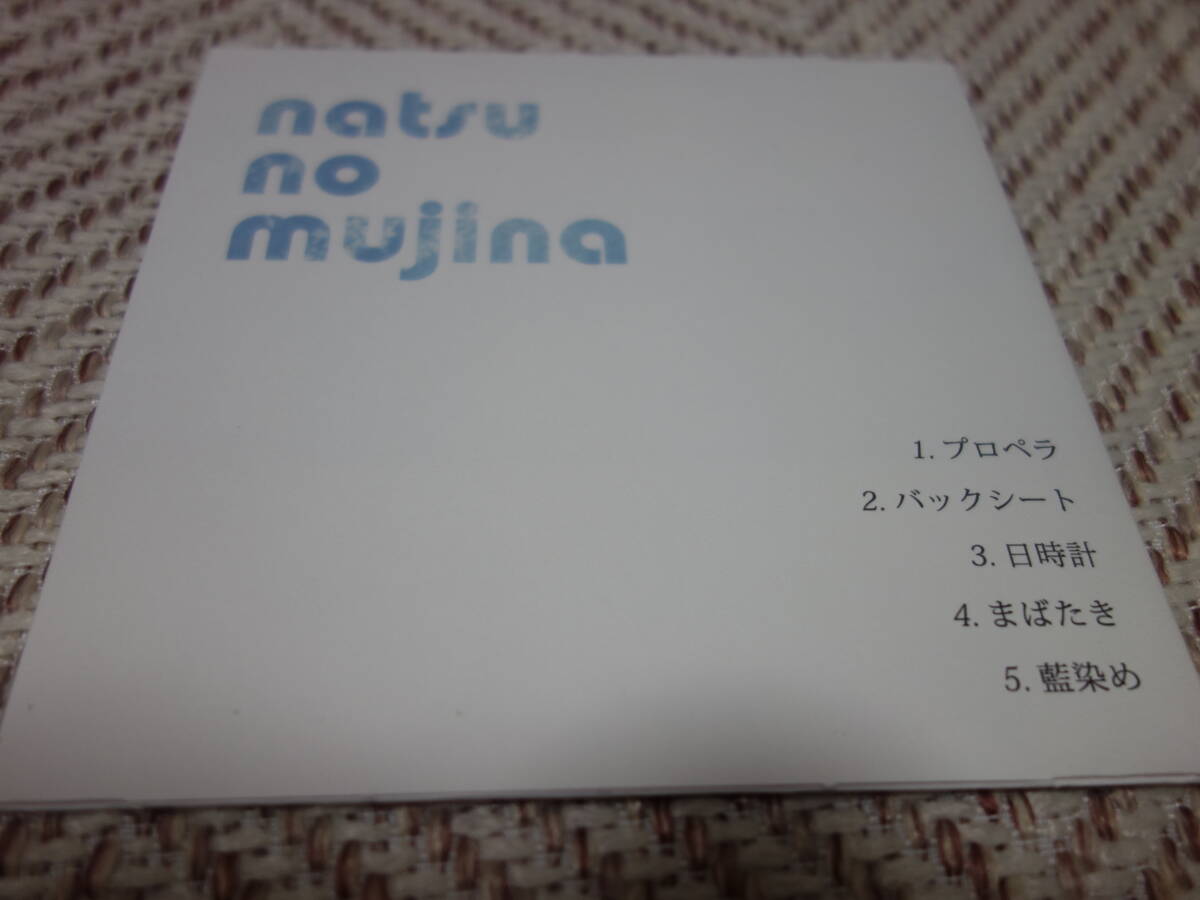 natsu
no
mujina
1. プロペラ
2. バックシート
3. 日時計
4. まばたき
5. 藍染め